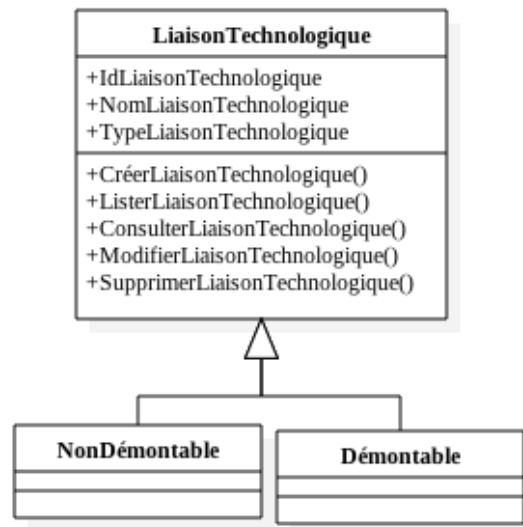 LiaisonTechnologique
+IdLiaisonTechnologique
+NomLiaisonTechnologique
+TypeLiaisonTechnologique
+CréerLiaisonTechnologique()
+ListerLiaisonTechnologique()
+ConsulterLiaisonTechnologique()
+ModifierLiaisonTechnologique()
+SupprimerLiaisonTechnologique()
NonDémontable
Démontable